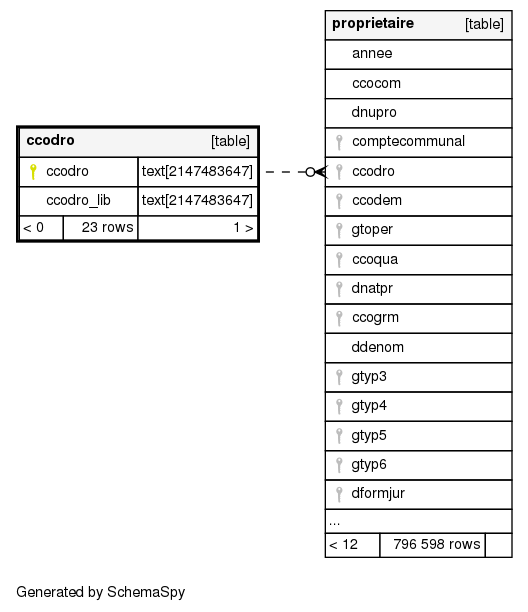 ccodro [table]
ccodro text[2147483647]
ccodro_lib text[2147483647]
< 0 23 rows 1 >
proprietaire [table]
annee
ccocom
dnupro
comptecommunal
ccodro
ccodem
gtoper
ccoqua
dnatpr
ccogrm
ddenom
gtyp3
gtyp4
gtyp5
gtyp6
dformjur
...
< 12 796 598 rows
Generated by SchemaSpy